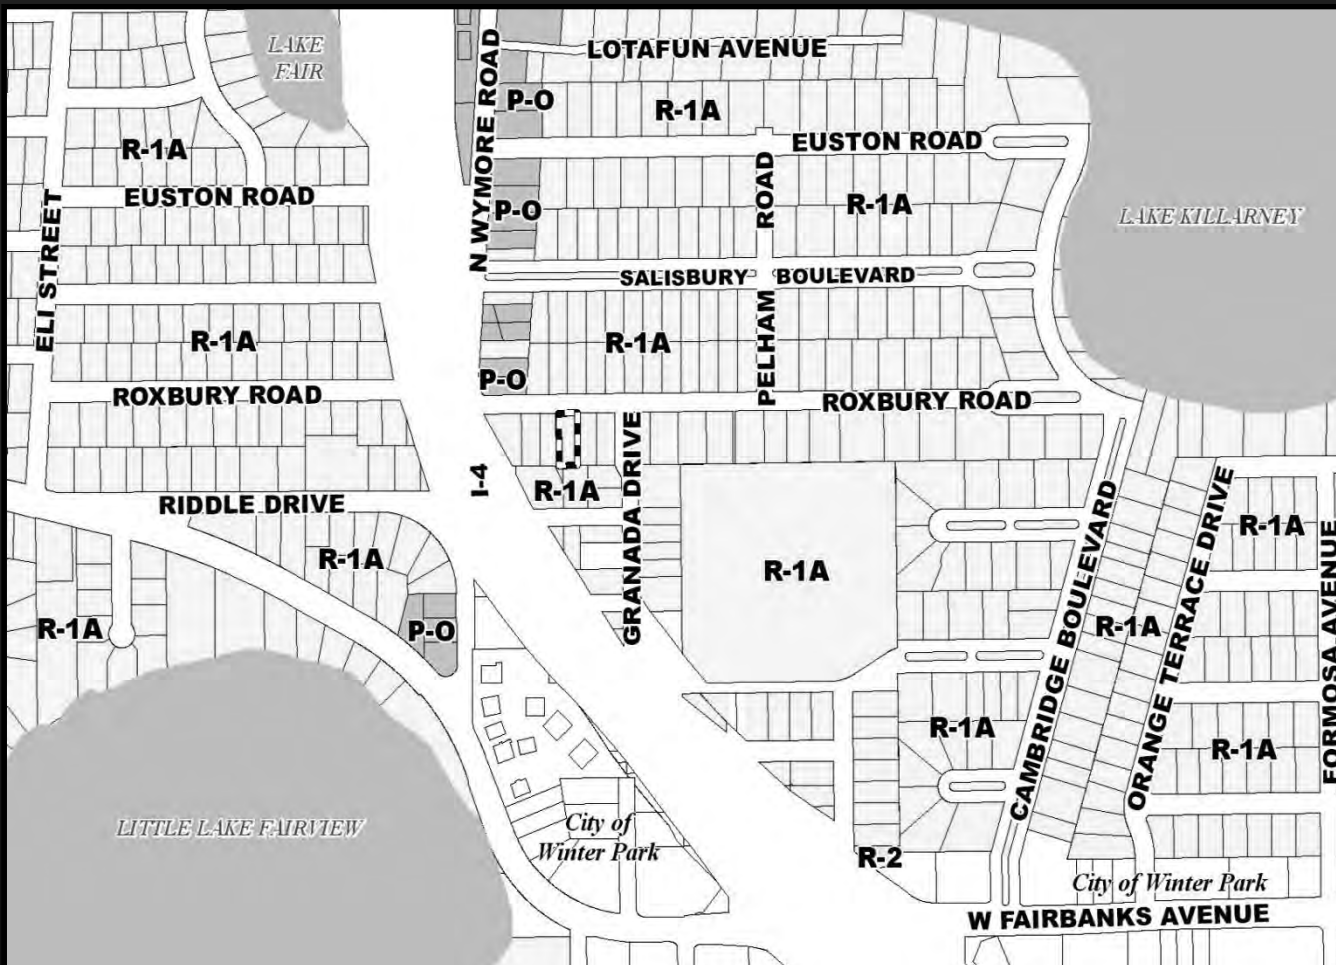 LAKE
FAIR
LOTAFUN AVENUE
N WYMORE ROAD
P-O
R-1A
R-1A
EUSTON ROAD
EUSTON ROAD
ELI STREET
P-O
PELHAM ROAD
R-1A
LAKE KILLARNEY
SALISBURY BOULEVARD
R-1A
R-1A
P-O
ROXBURY ROAD
ROXBURY ROAD
I-4
R-1A
GRANADA DRIVE
RIDDLE DRIVE
R-1A
R-1A
CAMBRIDGE BOULEVARD
ORANGE TERRACE DRIVE
R-1A
FORMOSA AVENUE
R-1A
P-O
R-1A
R-1A
R-1A
LITTLE LAKE FAIRVIEW
City of
Winter Park
R-2
City of Winter Park
W FAIRBANKS AVENUE